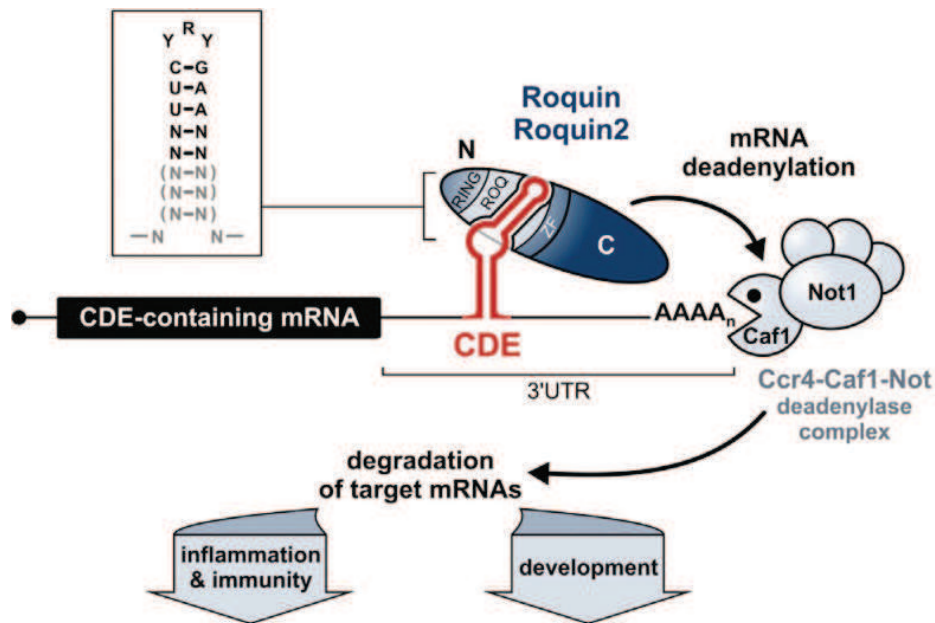 R
Y Y
C–G
U–A
U–A
N–N
N–N
(N–N)
(N–N)
(N–N)
–N N–
Roquin
Roquin2
N
RING
ROQ
ZF
C
mRNA
deadenylation
CDE-containing mRNA
CDE
AAAAn
Caf1
Not1
3'UTR
Ccr4-Caf1-Not
deadenylase
complex
degradation
of target mRNAs
inflammation
& immunity
development